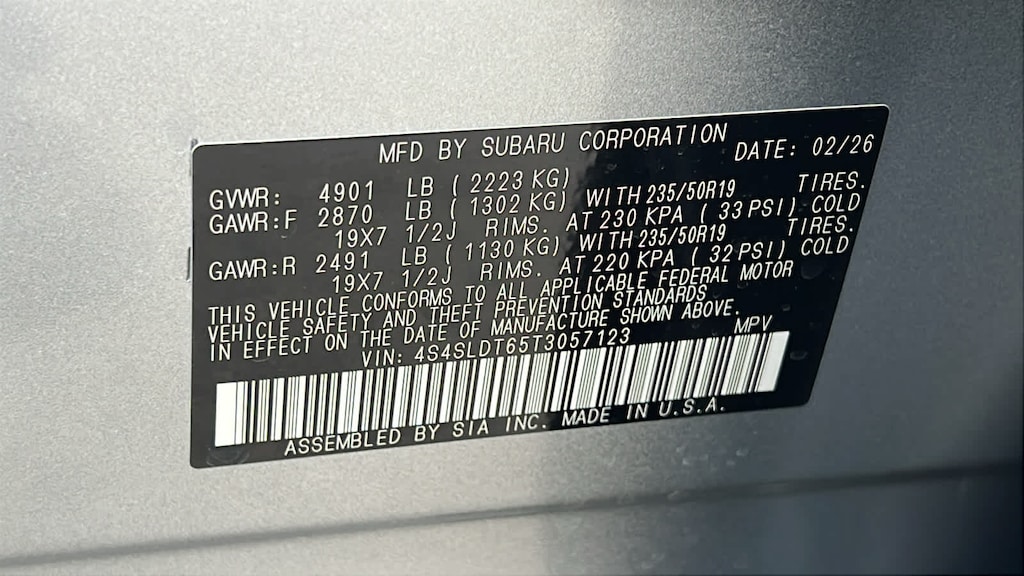 MFD BY SUBARU CORPORATION DATE: 02/26
GVWR: 4901 LB ( 2223 KG)
GAWR:F 2870 LB ( 1302 KG) WITH 235/50R19 TIRES.
19X7 1/2J RIMS. AT 230 KPA ( 33 PSI) COLD
GAWR:R 2491 LB ( 1130 KG) WITH 235/50R19 TIRES.
19X7 1/2J RIMS. AT 220 KPA ( 32 PSI) COLD
THIS VEHICLE CONFORMS TO ALL APPLICABLE FEDERAL MOTOR
VEHICLE SAFETY AND THEFT PREVENTION STANDARDS
IN EFFECT ON THE DATE OF MANUFACTURE SHOWN ABOVE.
VIN: 4S4SLDT65T3057123 MPV
ASSEMBLED BY SIA INC. MADE IN U.S.A.